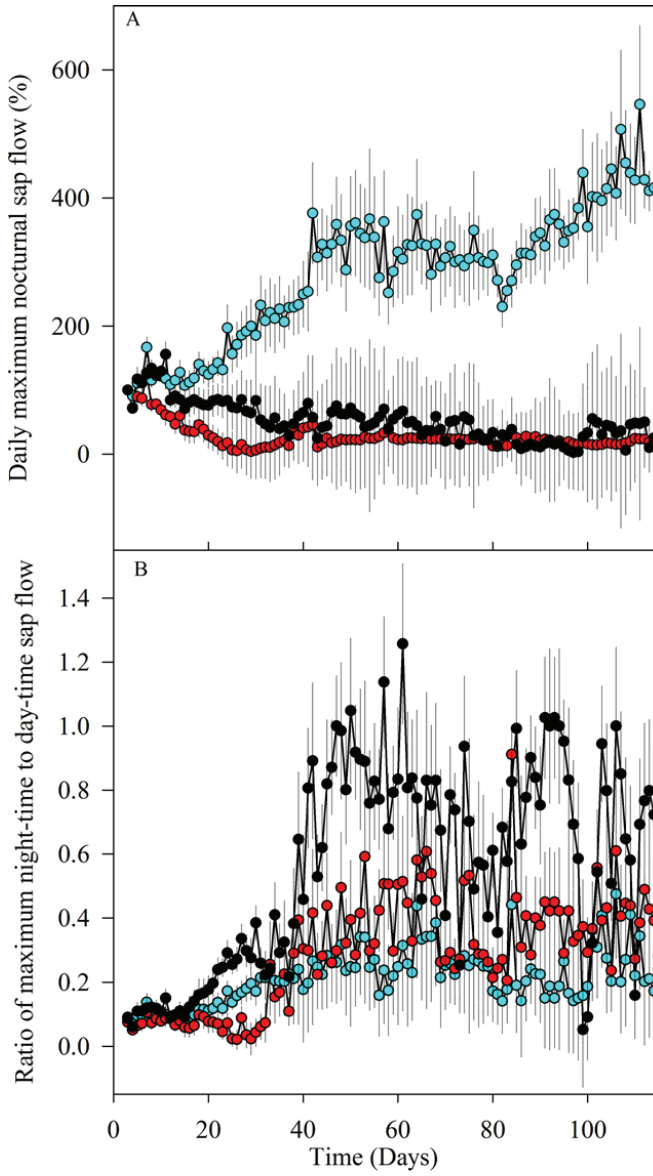 A
Daily maximum nocturnal sap flow (%)
600
400
200
0
B
Ratio of maximum night-time to day-time sap flow
1.4
1.2
1.0
0.8
0.6
0.4
0.2
0.0
0 20 40 60 80 100
Time (Days)